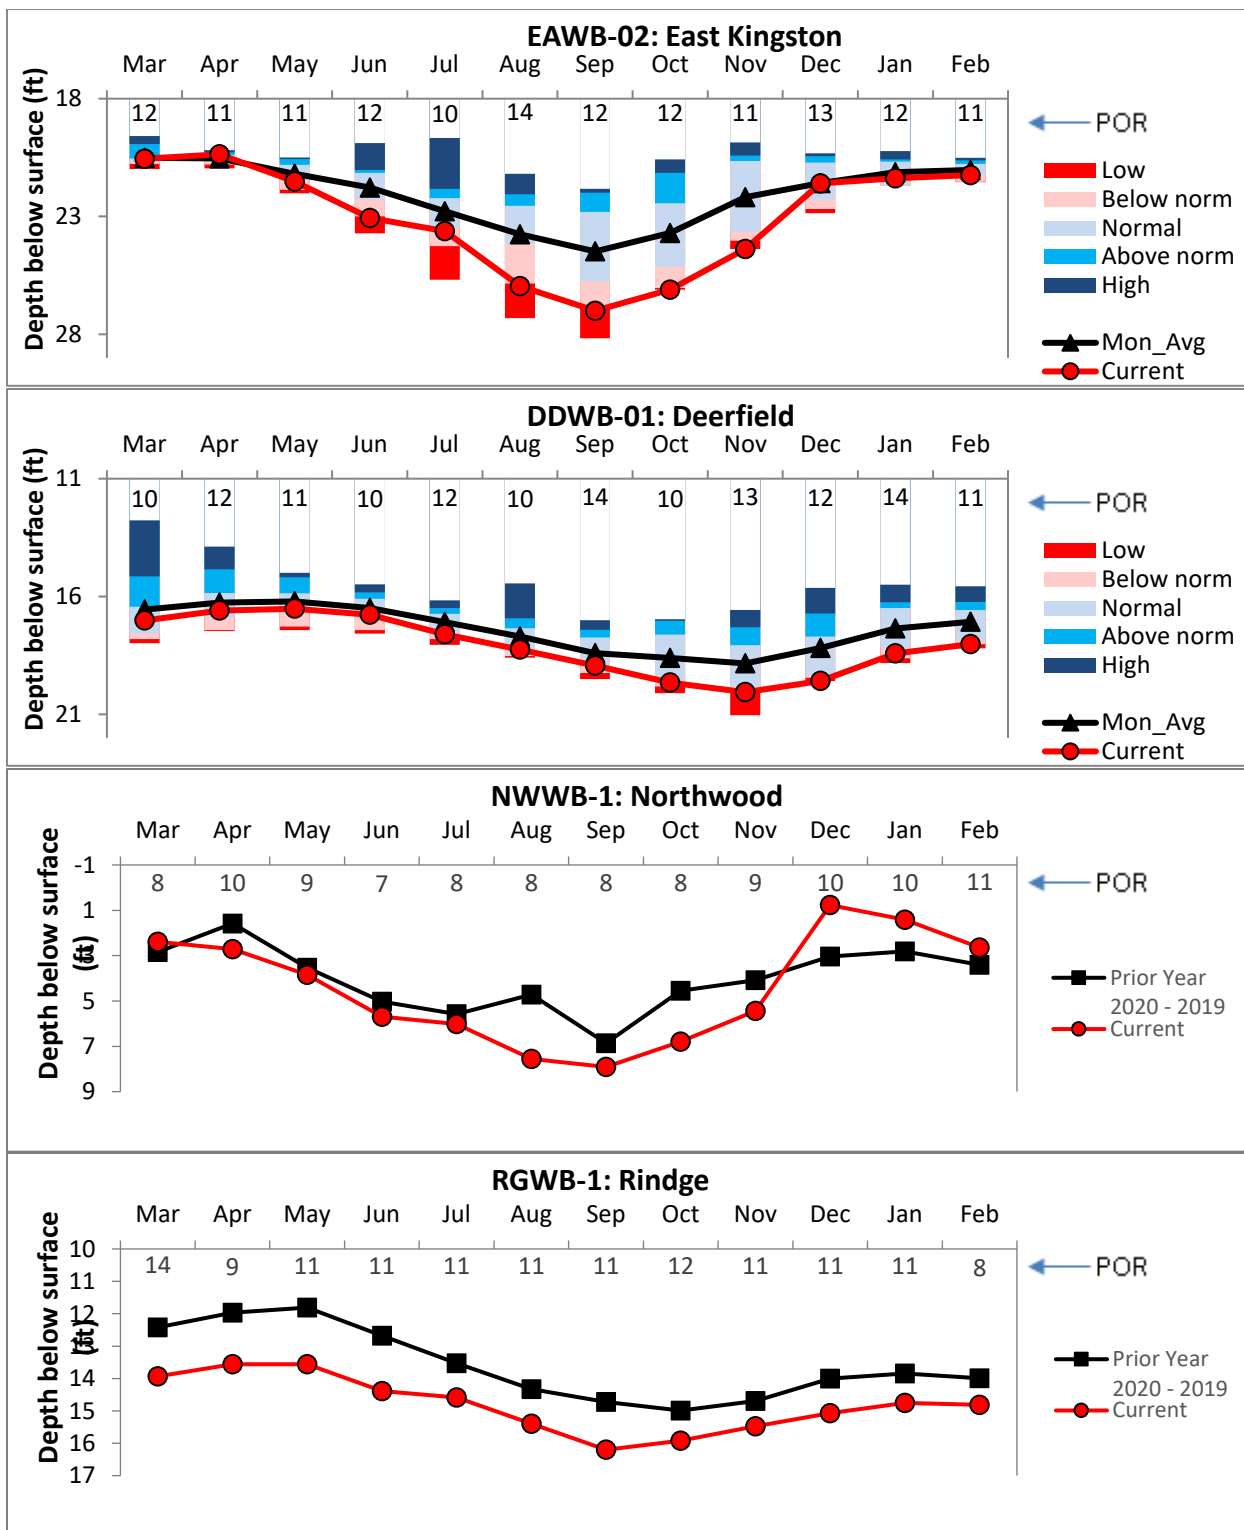 EAWB-02: East Kingston
Mar Apr May Jun Jul Aug Sep Oct Nov Dec Jan Feb
Depth below surface (ft)
18
23
28
12 11 11 12 10 14 12 12 11 13 12 11
POR
Low
Below norm
Normal
Above norm
High
Mon_Avg
Current
DDWB-01: Deerfield
Mar Apr May Jun Jul Aug Sep Oct Nov Dec Jan Feb
Depth below surface (ft)
11
16
21
10 12 11 10 12 10 14 10 13 12 14 11
POR
Low
Below norm
Normal
Above norm
High
Mon_Avg
Current
NWWB-1: Northwood
Mar Apr May Jun Jul Aug Sep Oct Nov Dec Jan Feb
Depth below surface
(ft)
-1
1
3
5
7
9
8 10 9 7 8 8 8 8 9 10 10 11
POR
Prior Year
2020 - 2019
Current
RGWB-1: Rindge
Mar Apr May Jun Jul Aug Sep Oct Nov Dec Jan Feb
Depth below surface
(ft)
10
11
12
13
14
15
16
17
14 9 11 11 11 11 11 12 11 11 11 8
POR
Prior Year
2020 - 2019
Current